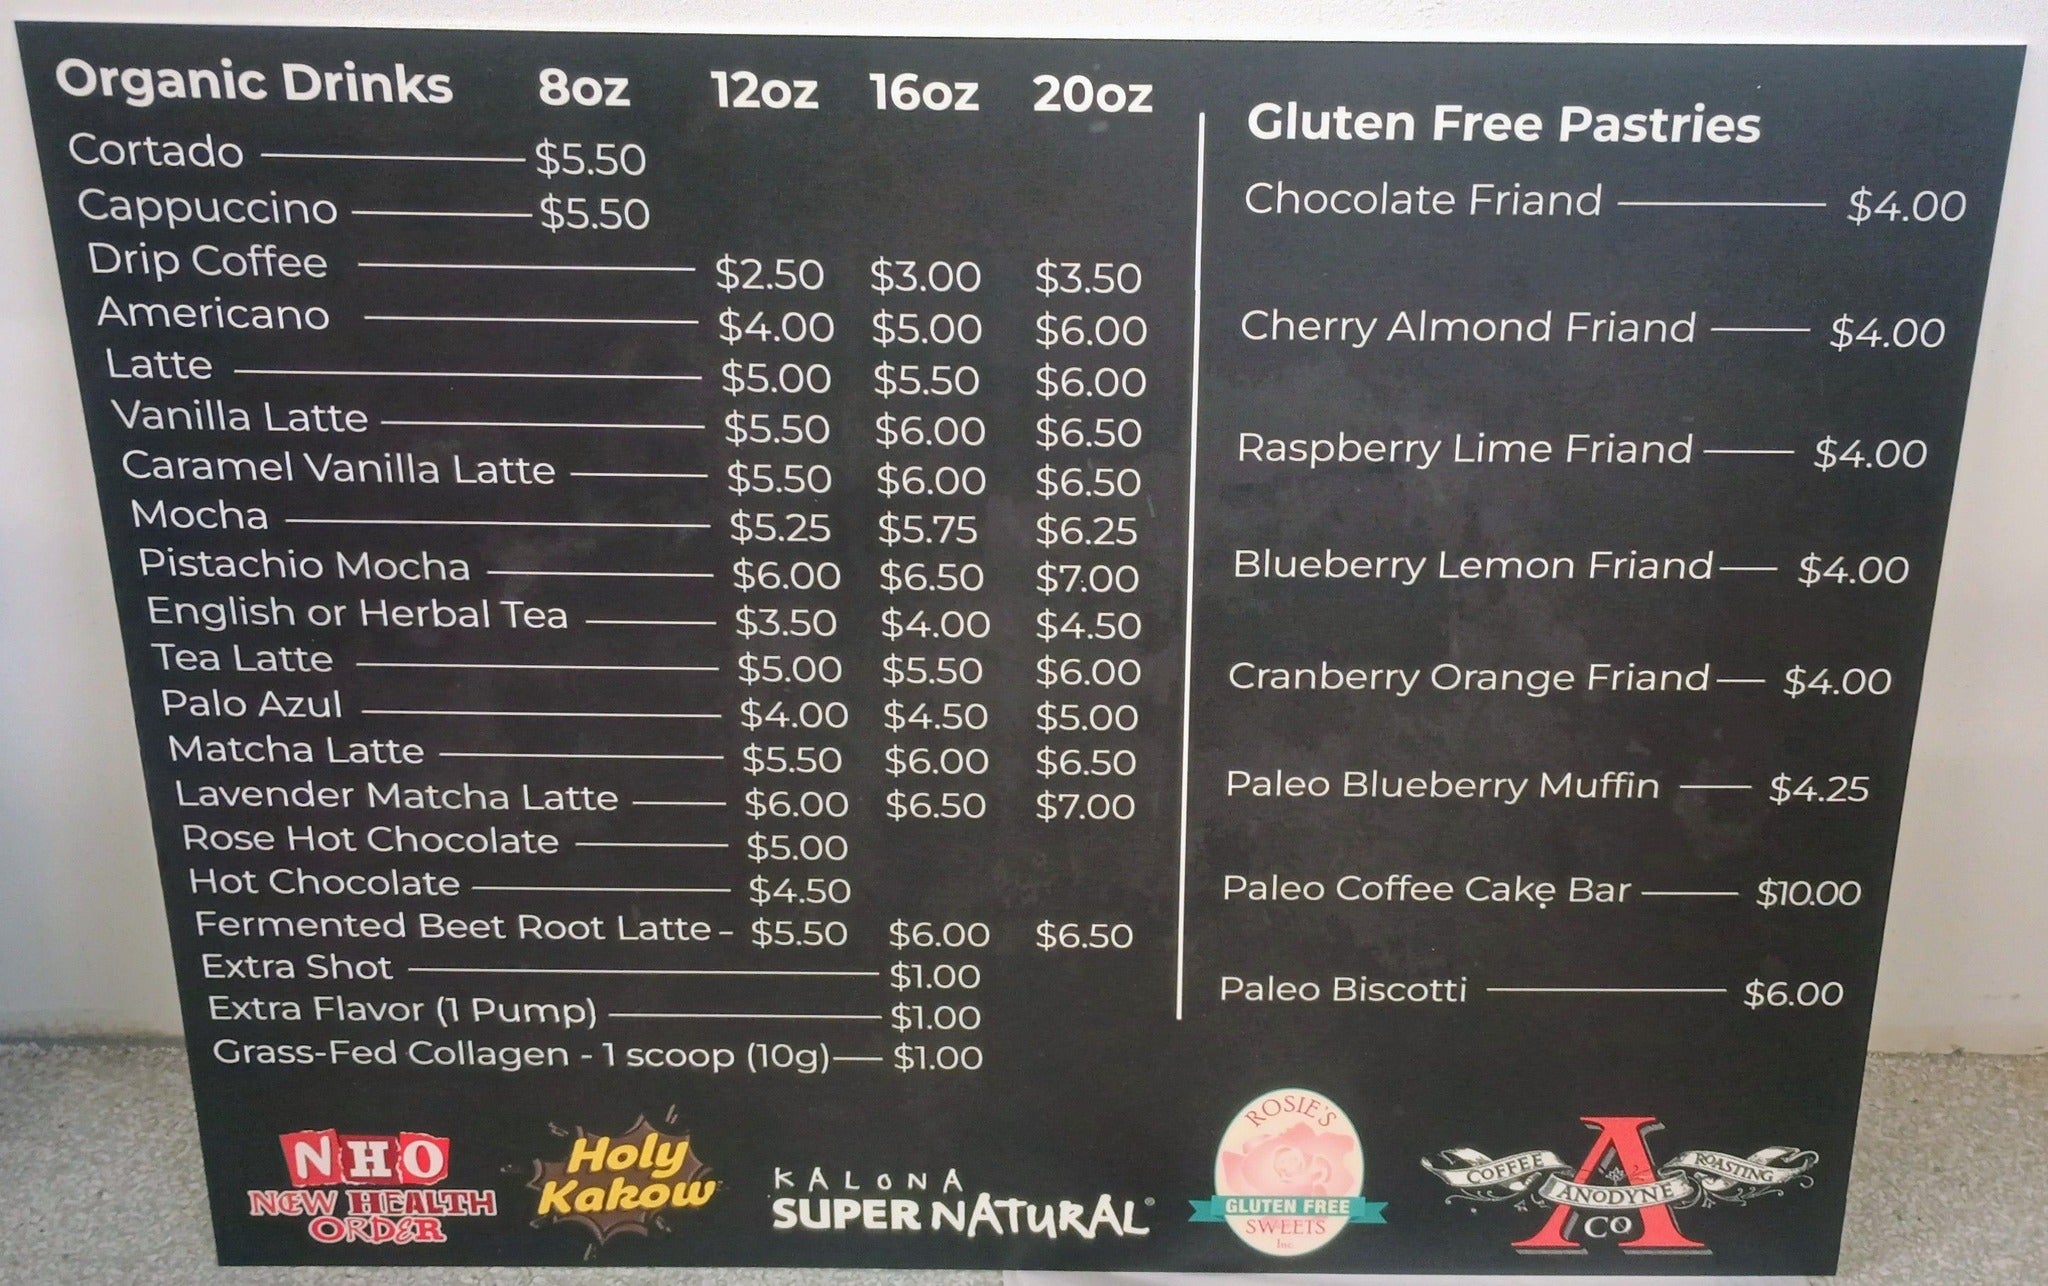 Organic Drinks 8oz 12oz 16oz 20oz
Cortado $5.50
Cappuccino $5.50
Drip Coffee $2.50 $3.00 $3.50
Americano $4.00 $5.00 $6.00
Latte $5.00 $5.50 $6.00
Vanilla Latte $5.50 $6.00 $6.50
Caramel Vanilla Latte $5.50 $6.00 $6.50
Mocha $5.25 $5.75 $6.25
Pistachio Mocha $6.00 $6.50 $7.00
English or Herbal Tea $3.50 $4.00 $4.50
Tea Latte $5.00 $5.50 $6.00
Palo Azul $4.00 $4.50 $5.00
Matcha Latte $5.50 $6.00 $6.50
Lavender Matcha Latte $6.00 $6.50 $7.00
Rose Hot Chocolate $5.00
Hot Chocolate $4.50
Fermented Beet Root Latte - $5.50 $6.00 $6.50
Extra Shot $1.00
Extra Flavor (1 Pump) $1.00
Grass-Fed Collagen - 1 scoop (10g) $1.00
Gluten Free Pastries
Chocolate Friand $4.00
Cherry Almond Friand $4.00
Raspberry Lime Friand $4.00
Blueberry Lemon Friand $4.00
Cranberry Orange Friand $4.00
Paleo Blueberry Muffin $4.25
Paleo Coffee Cake Bar $10.00
Paleo Biscotti $6.00
NHO
NEW HEALTH
ORDER
Holy
Kakow
KALONA
SUPERNATURAL®
ROSIE'S
GLUTEN FREE
SWEETS
Inc.
A
COFFEE ROASTING
ANODYNE
CO